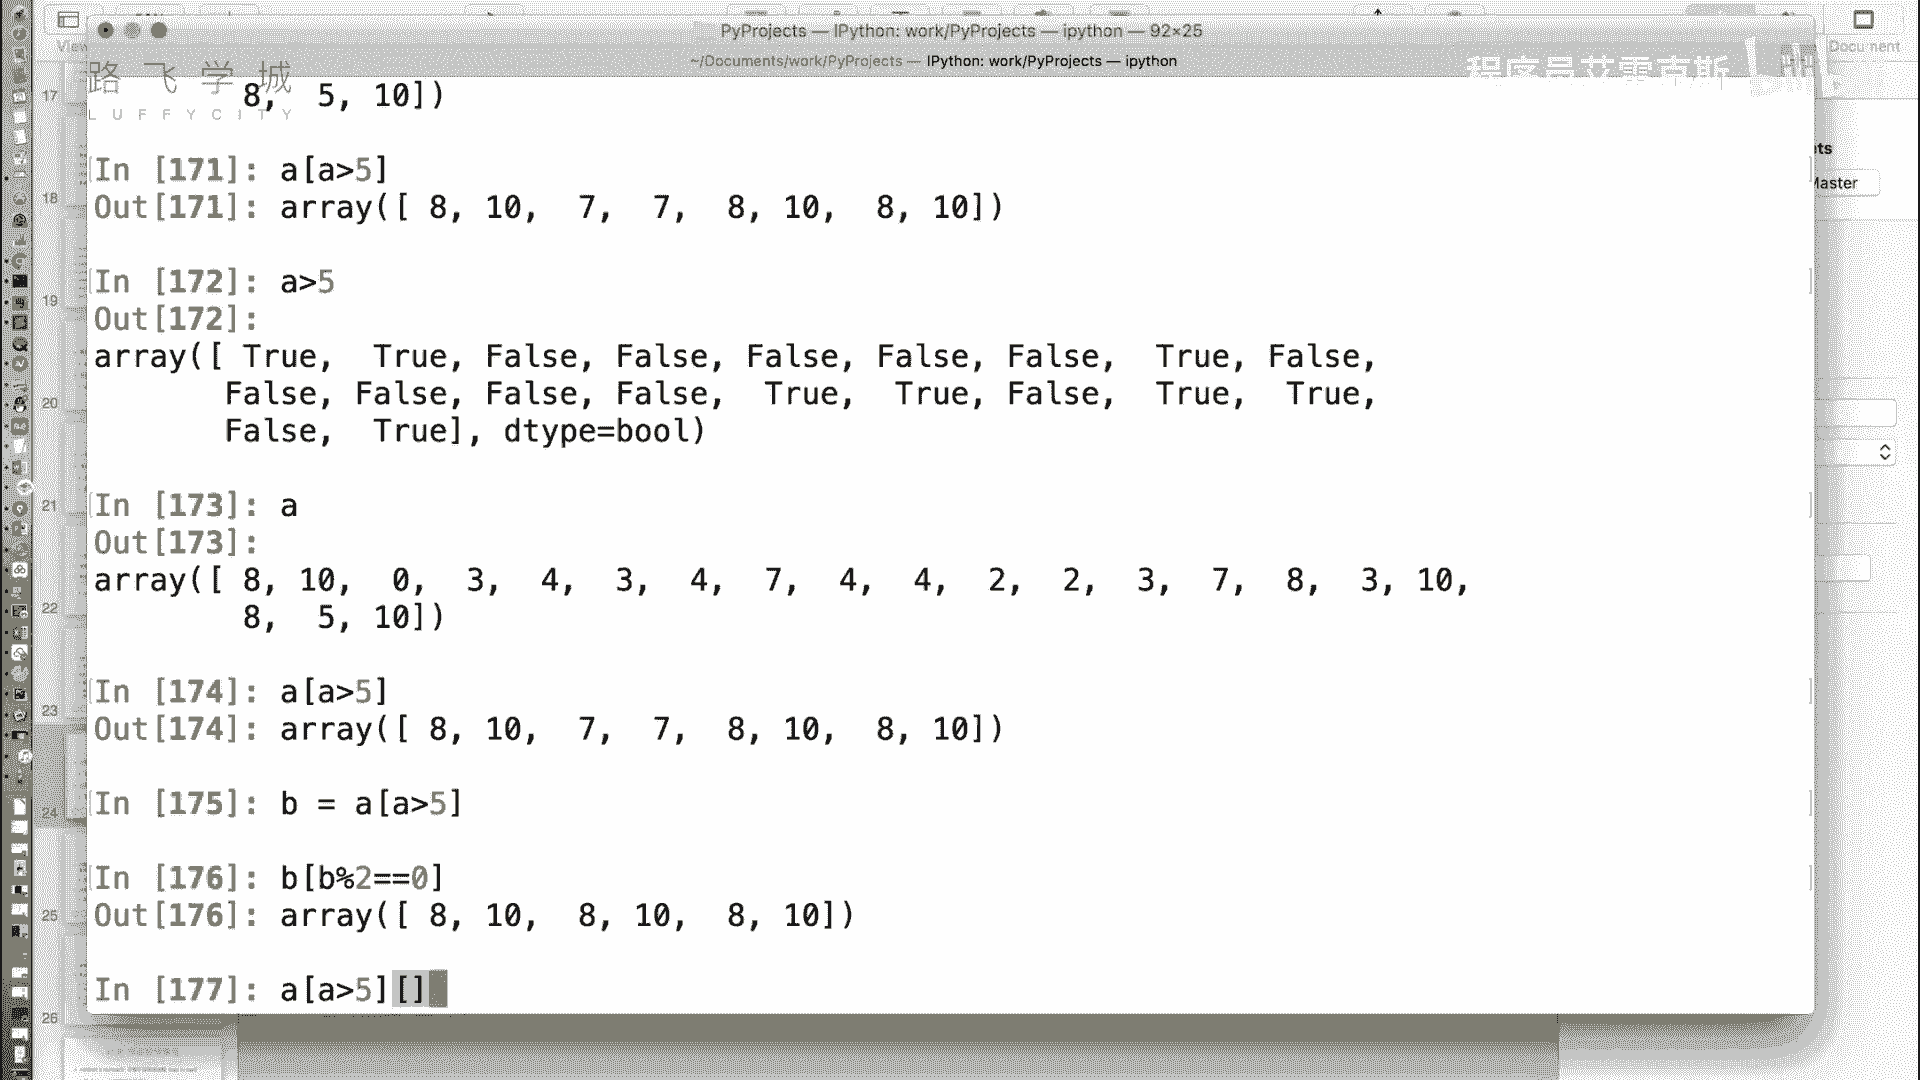 PyProjects — IPython: work/PyProjects — ipython — 92×25
~/Documents/work/PyProjects —
IPython: work/PyProjects — ipython
View
Document
路飞学城
LUFFYCITY
程序员艾雷克斯
Master
17
18
19
20
21
22
23
24
25
26
8,  5, 10])
In [171]: a[a>5]
Out[171]: array([ 8, 10,  7,  7,  8, 10,  8, 10])
In [172]: a>5
Out[172]:
array([ True,  True, False, False, False, False, False,  True, False,
False, False, False, False,  True,  True, False,  True,  True,
False,  True], dtype=bool)
In [173]: a
Out[173]:
array([ 8, 10,  0,  3,  4,  3,  4,  7,  4,  4,  2,  2,  3,  7,  8,  3, 10,
8,  5, 10])
In [174]: a[a>5]
Out[174]: array([ 8, 10,  7,  7,  8, 10,  8, 10])
In [175]: b = a[a>5]
In [176]: b[b%2==0]
Out[176]: array([ 8, 10,  8, 10,  8, 10])
In [177]: a[a>5][]